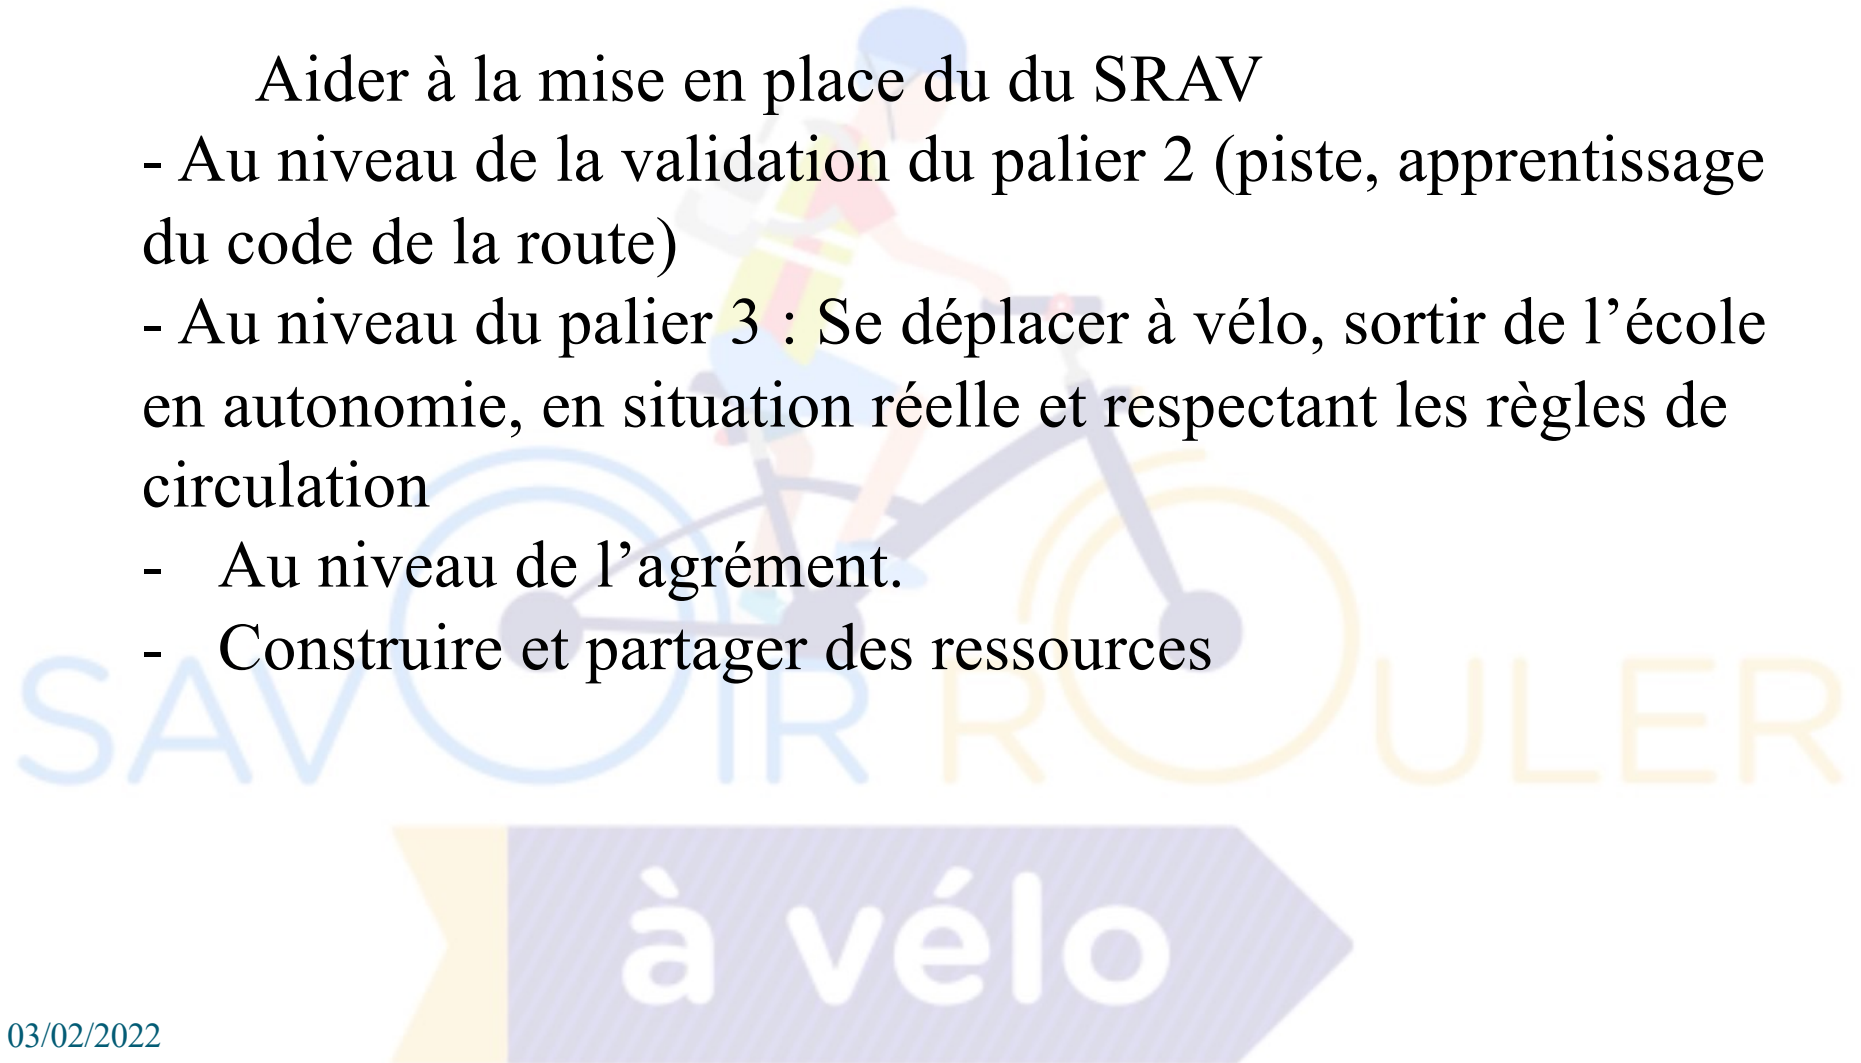 Aider à la mise en place du du SRAV
- Au niveau de la validation du palier 2 (piste, apprentissage
du code de la route)
- Au niveau du palier 3 : Se déplacer à vélo, sortir de l’école
en autonomie, en situation réelle et respectant les règles de
circulation
- Au niveau de l’agrément.
- Construire et partager des ressources
SAVOIR ROULER
à vélo
03/02/2022